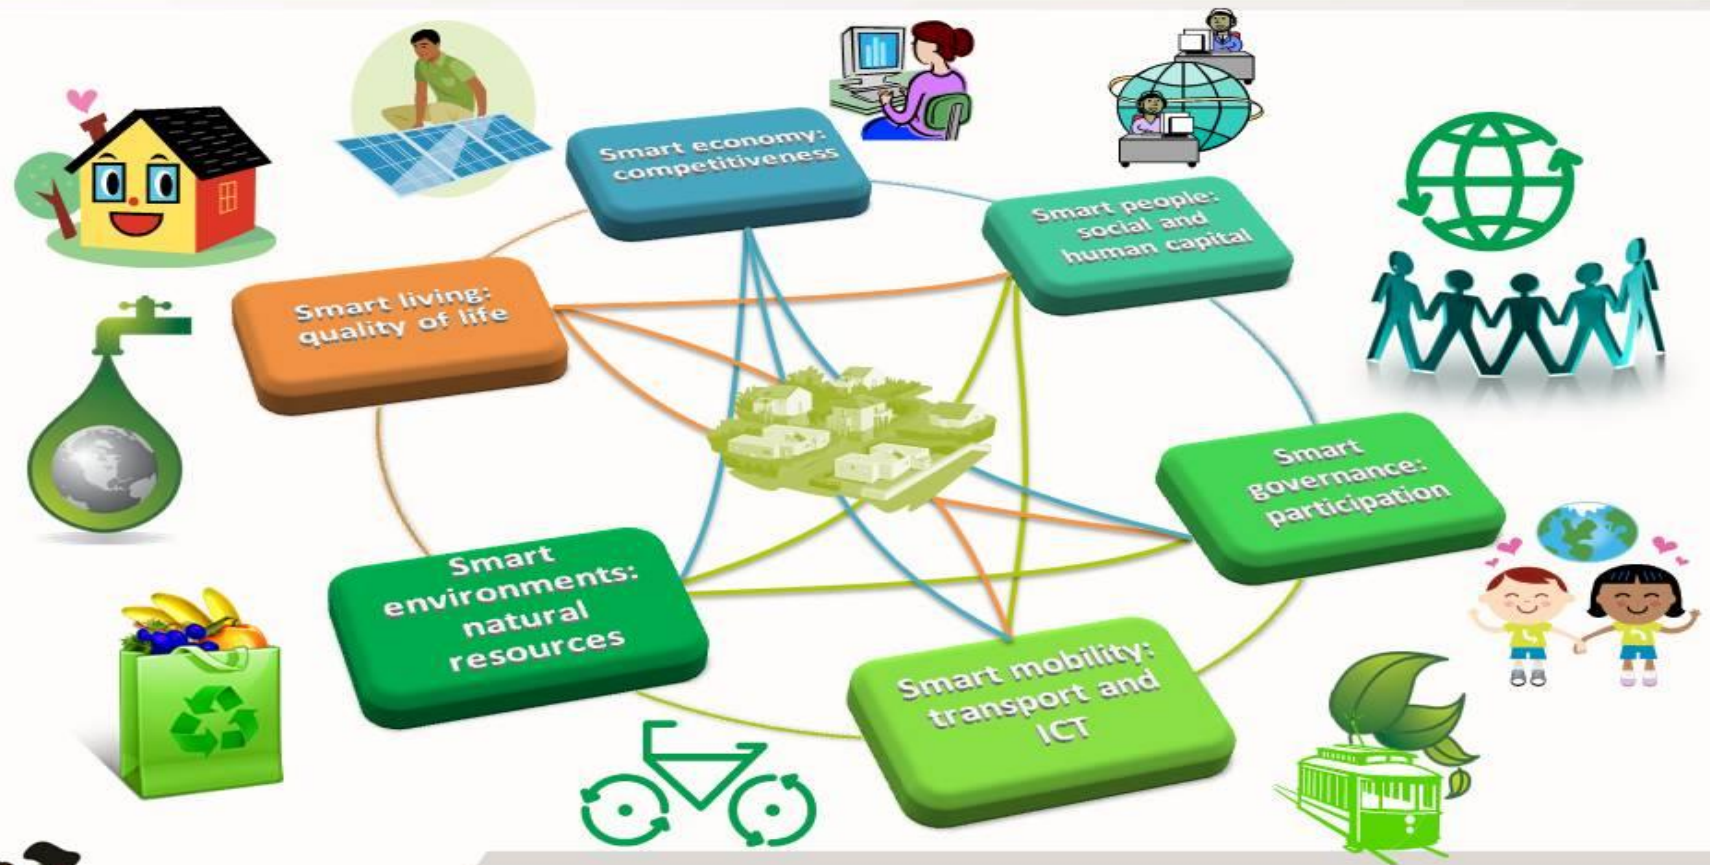 Smart economy:
competitiveness
Smart people:
social and
human capital
Smart living:
quality of life
Smart
governance:
participation
Smart
environments:
natural
resources
Smart mobility:
transport and
ICT